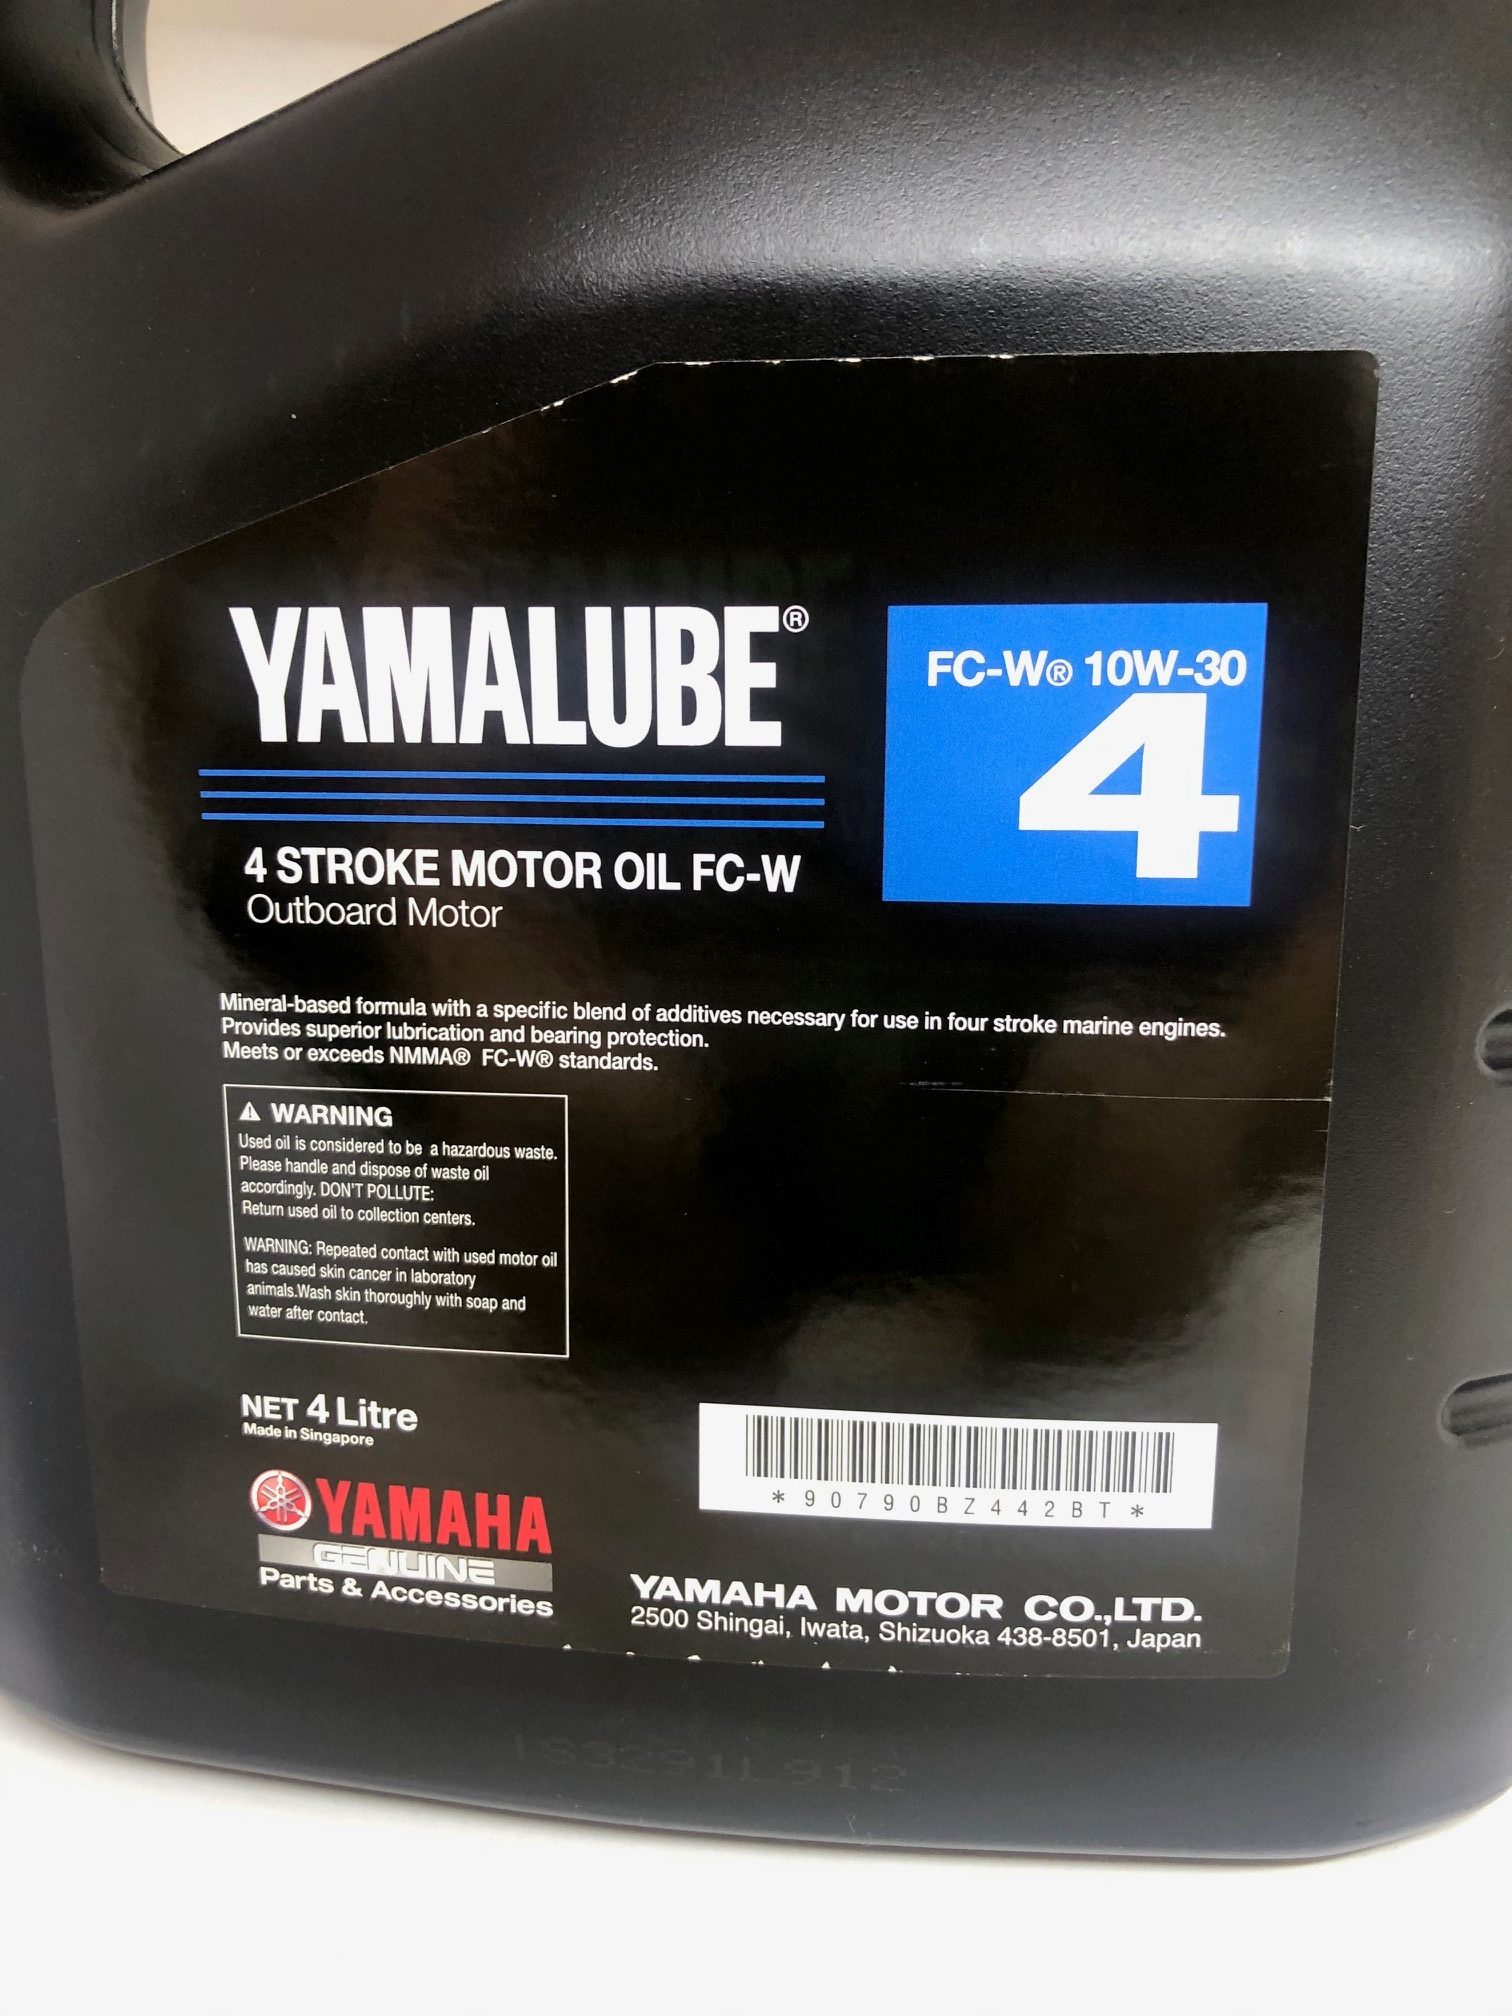 YAMALUBE®
FC-W® 10W-30
4
4 STROKE MOTOR OIL FC-W
Outboard Motor
Mineral-based formula with a specific blend of additives necessary for use in four stroke marine engines.
Provides superior lubrication and bearing protection.
Meets or exceeds NMMA® FC-W® standards.
⚠ WARNING
Used oil is considered to be a hazardous waste.
Please handle and dispose of waste oil
accordingly. DON'T POLLUTE:
Return used oil to collection centers.
WARNING: Repeated contact with used motor oil
has caused skin cancer in laboratory
animals.Wash skin thoroughly with soap and
water after contact.
NET 4 Litre
Made in Singapore
YAMAHA
GENUINE
Parts & Accessories
*90790BZ442BT*
YAMAHA MOTOR CO.,LTD.
2500 Shingai, Iwata, Shizuoka 438-8501, Japan